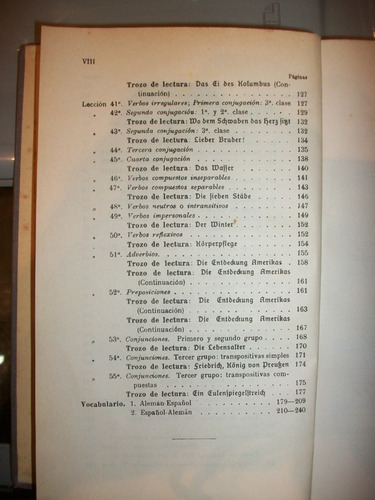 VIII
Páginas
Trozo de lectura: Das Ei des Kolumbus (Con-
tinuación) . . . . . . . . . . . 127
Lección 41ª. Verbos irregulares; Primera conjugación: 3ª. clase 127
„ 42ª. Segunda conjugación: 1ª. y 2ª. clase . . . . 129
Trozo de lectura: Wo dem Schwaben das Herz sitzt 132
„ 43ª. Segunda conjugación: 3ª. clase . . . . . 132
Trozo de lectura: Lieber Bruder! . . . . . 134
„ 44ª. Tercera conjugación . . . . . . . . 135
„ 45ª. Cuarta conjugación . . . . . . . . 138
Trozo de lectura: Das Wasser . . . . . . 140
„ 46ª. Verbos compuestos inseparables . . . . . 141
„ 47ª. Verbos compuestos separables . . . . . . 143
Trozo de lectura: Die sieben Stäbe . . . . 146
„ 48ª. Verbos neutros o intransitivos . . . . . . 147
„ 49ª. Verbos impersonales . . . . . . . . 149
Trozo de lectura: Der Winter . . . . . . 152
„ 50ª. Verbos reflexivos . . . . . . . . . 152
Trozo de lectura: Körperpflege . . . . . 154
„ 51ª. Adverbios . . . . . . . . . . . 155
Trozo de lectura: Die Entdeckung Amerikas . 158
Trozo de lectura: Die Entdeckung Amerikas
(Continuación) . . . . . . . . . . 161
„ 52ª. Preposiciones . . . . . . . . . . 161
Trozo de lectura: Die Entdeckung Amerikas
(Continuación) . . . . . . . . . . 163
Trozo de lectura: Die Entdeckung Amerikas
(Continuación) . . . . . . . . . . 167
„ 53ª. Conjunciones. Primero y segundo grupo . . . 168
Trozo de lectura: Die Lebensalter . . . . 170
„ 54ª. Conjunciones. Tercer grupo: transpositivas simples 171
Trozo de lectura: Friedrich, König von Preußen 174
„ 55ª. Conjunciones. Tercer grupo: transpositivas com-
puestas . . . . . . . . . . . . 175
Trozo de lectura: Ein Eulenspiegelstreich . . 177
Vocabulario. 1. Alemán-Español . . . . . . . . 179—209
2. Español-Alemán . . . . . . . . 210—240